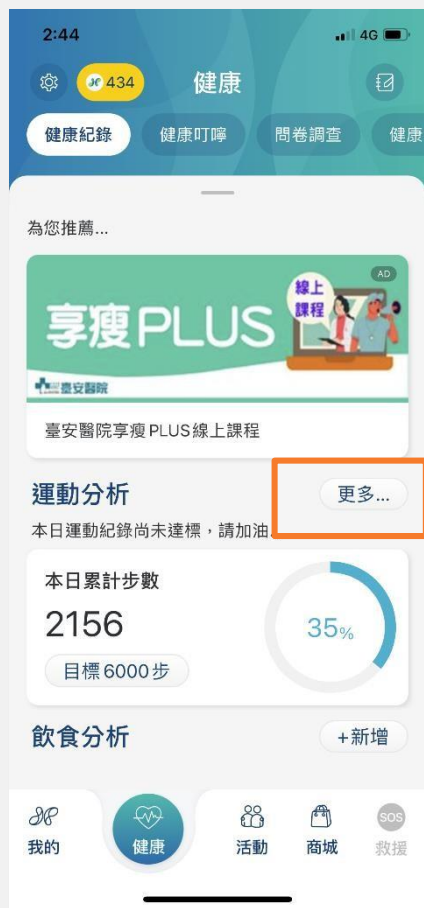 2:44
4G
434
健康
健康紀錄
健康叮嚀
問卷調查
健康
為您推薦...
AD
線上
課程
享瘦PLUS
臺安醫院
臺安醫院享瘦PLUS線上課程
運動分析
更多...
本日運動紀錄尚未達標，請加油
本日累計步數
2156
35%
目標6000步
飲食分析
+新增
我的
健康
活動
商城
SOS
救援